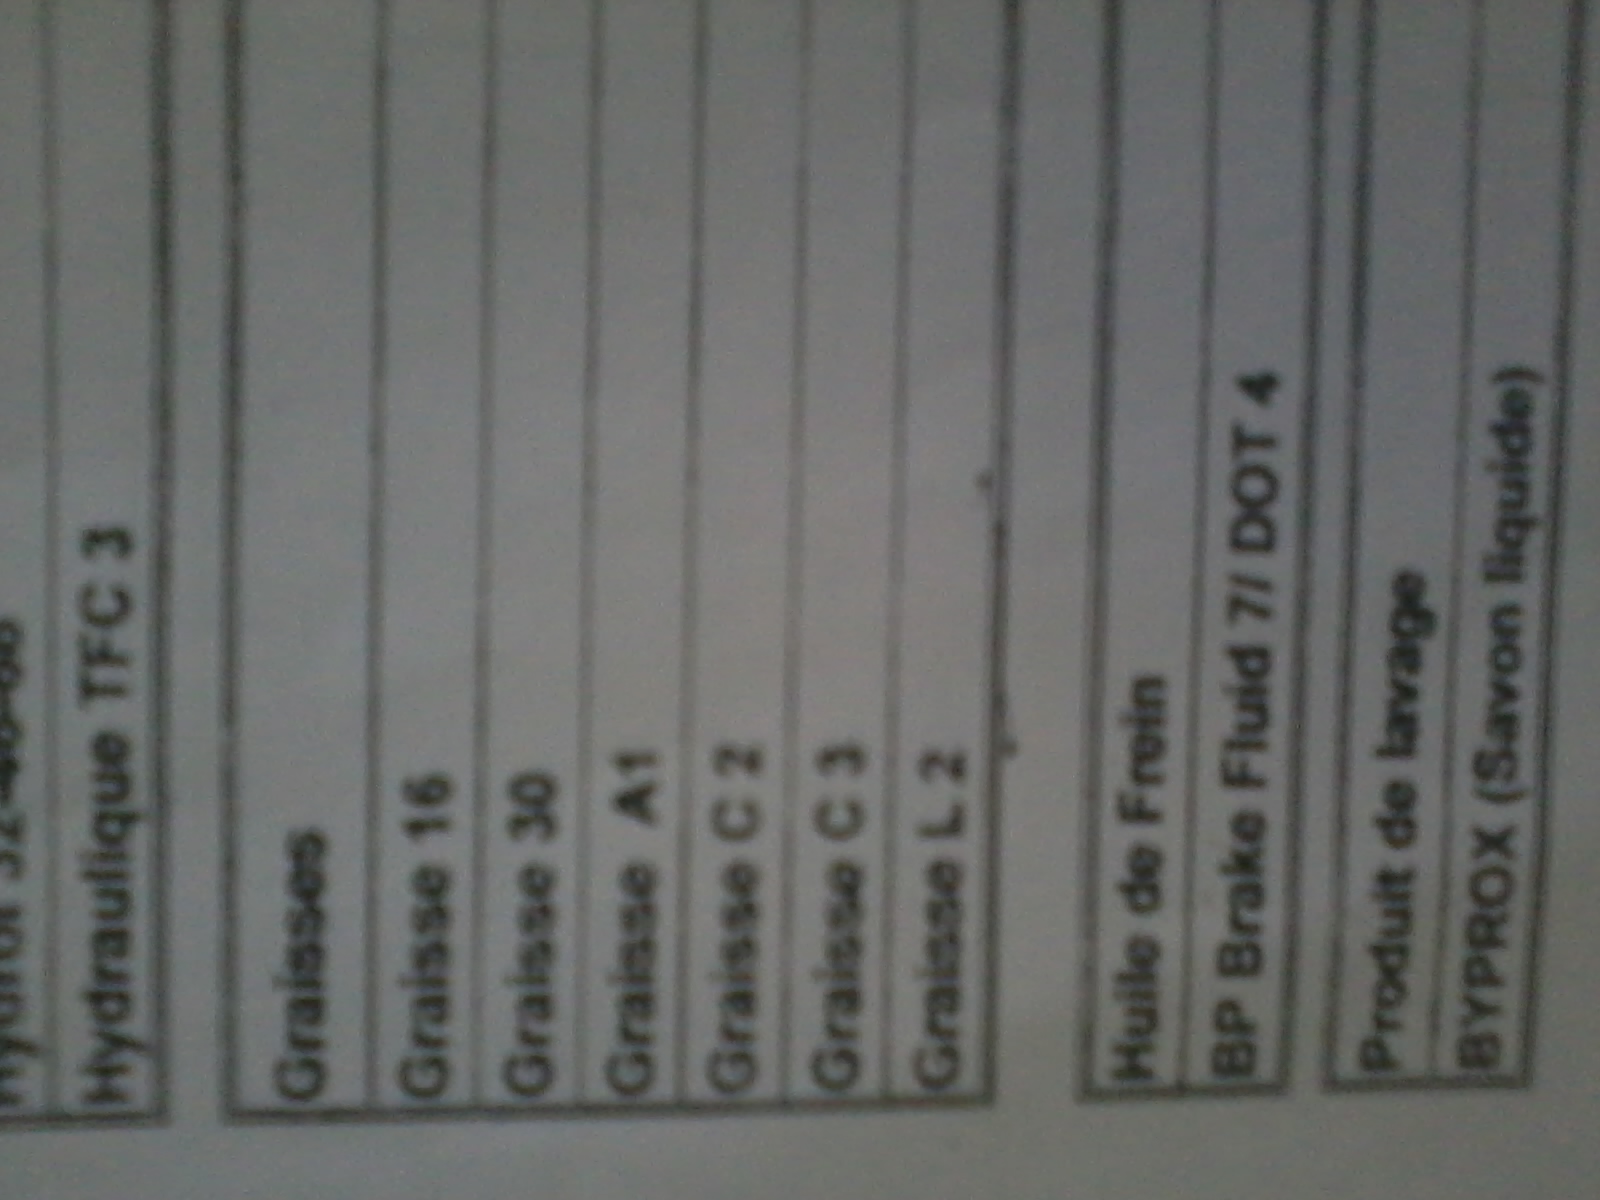 Hydraulique TFC 3
Graisses
Graisse 16
Graisse 30
Graisse A1
Graisse C 2
Graisse C 3
Graisse L 2
Huile de Frein
BP Brake Fluid 7/ DOT 4
Produit de lavage
BYPROX (Savon liquide)